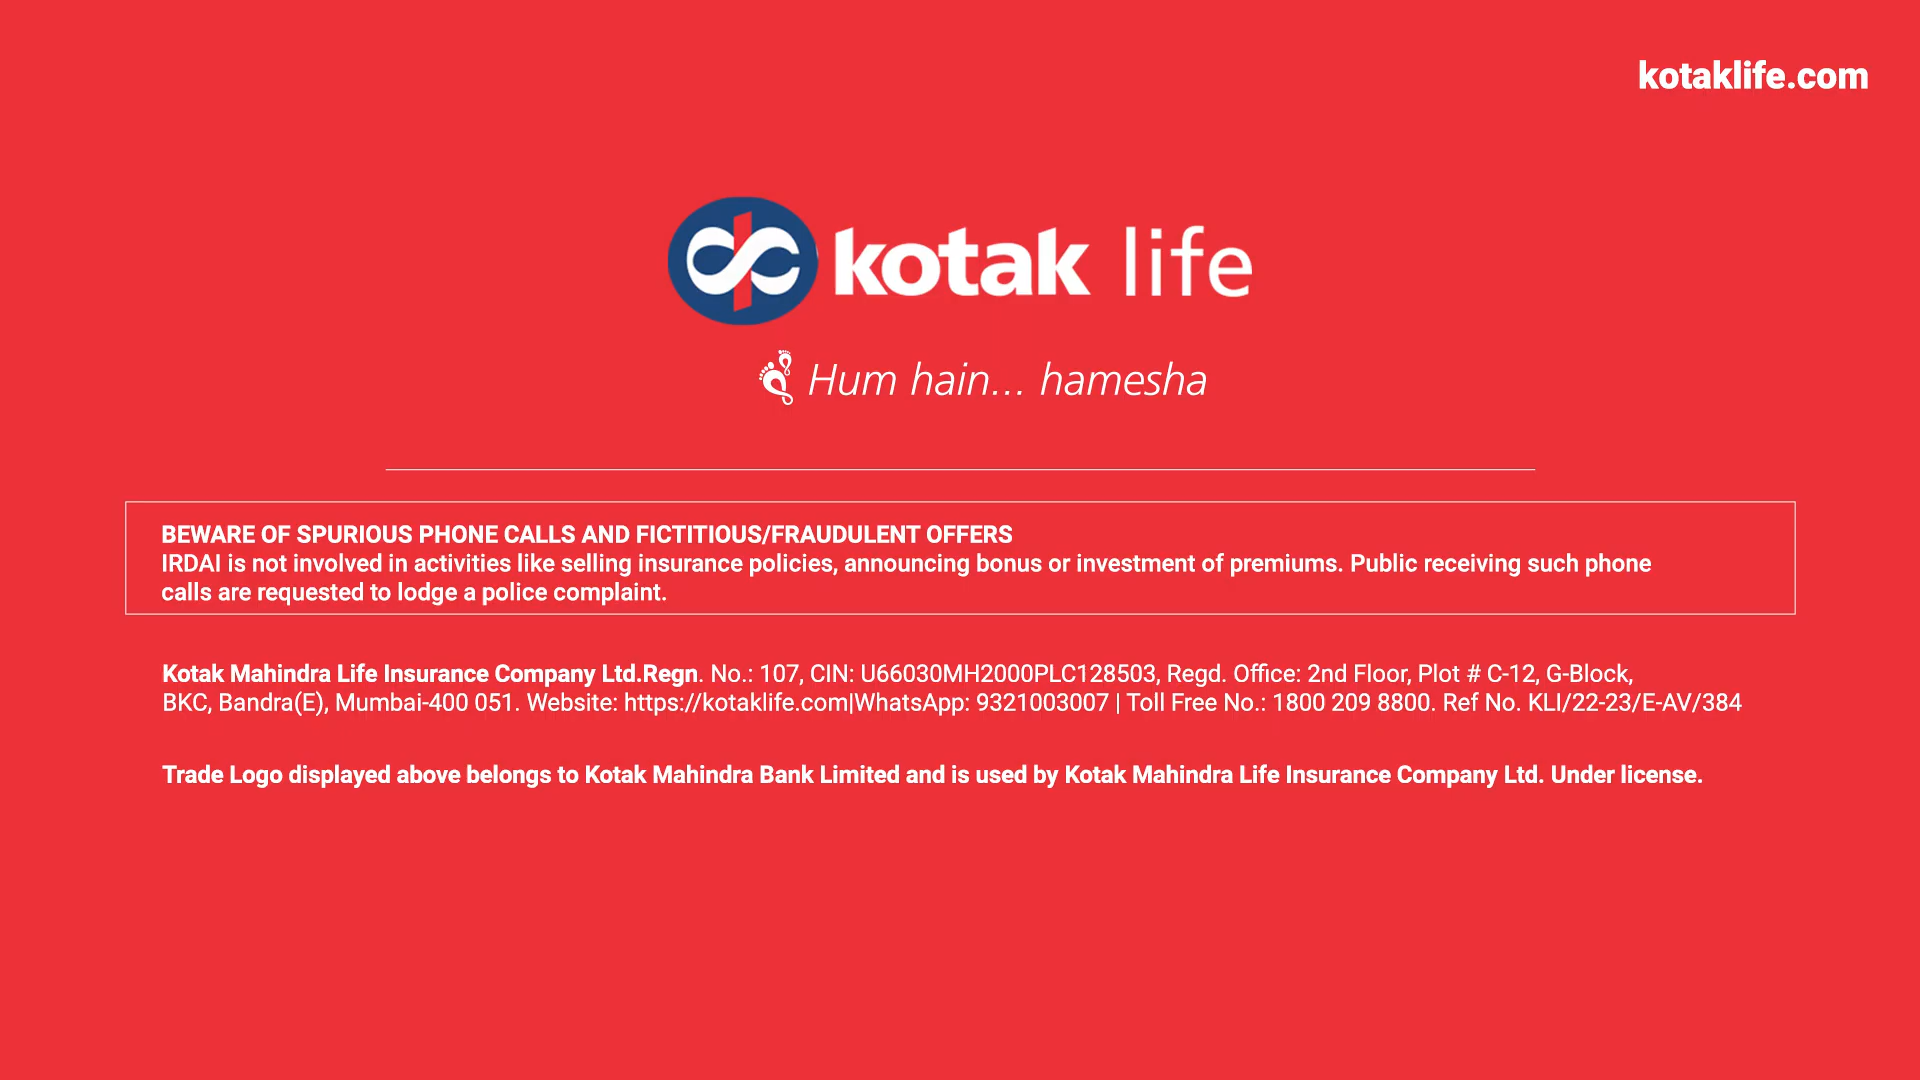 kotaklife.com
kotak life
Hum hain... hamesha
BEWARE OF SPURIOUS PHONE CALLS AND FICTITIOUS/FRAUDULENT OFFERS
IRDAI is not involved in activities like selling insurance policies, announcing bonus or investment of premiums. Public receiving such phone
calls are requested to lodge a police complaint.
Kotak Mahindra Life Insurance Company Ltd.Regn. No.: 107, CIN: U66030MH2000PLC128503, Regd. Office: 2nd Floor, Plot # C-12, G-Block,
BKC, Bandra(E), Mumbai-400 051. Website: https://kotaklife.com|WhatsApp: 9321003007 | Toll Free No.: 1800 209 8800. Ref No. KLI/22-23/E-AV/384
Trade Logo displayed above belongs to Kotak Mahindra Bank Limited and is used by Kotak Mahindra Life Insurance Company Ltd. Under license.